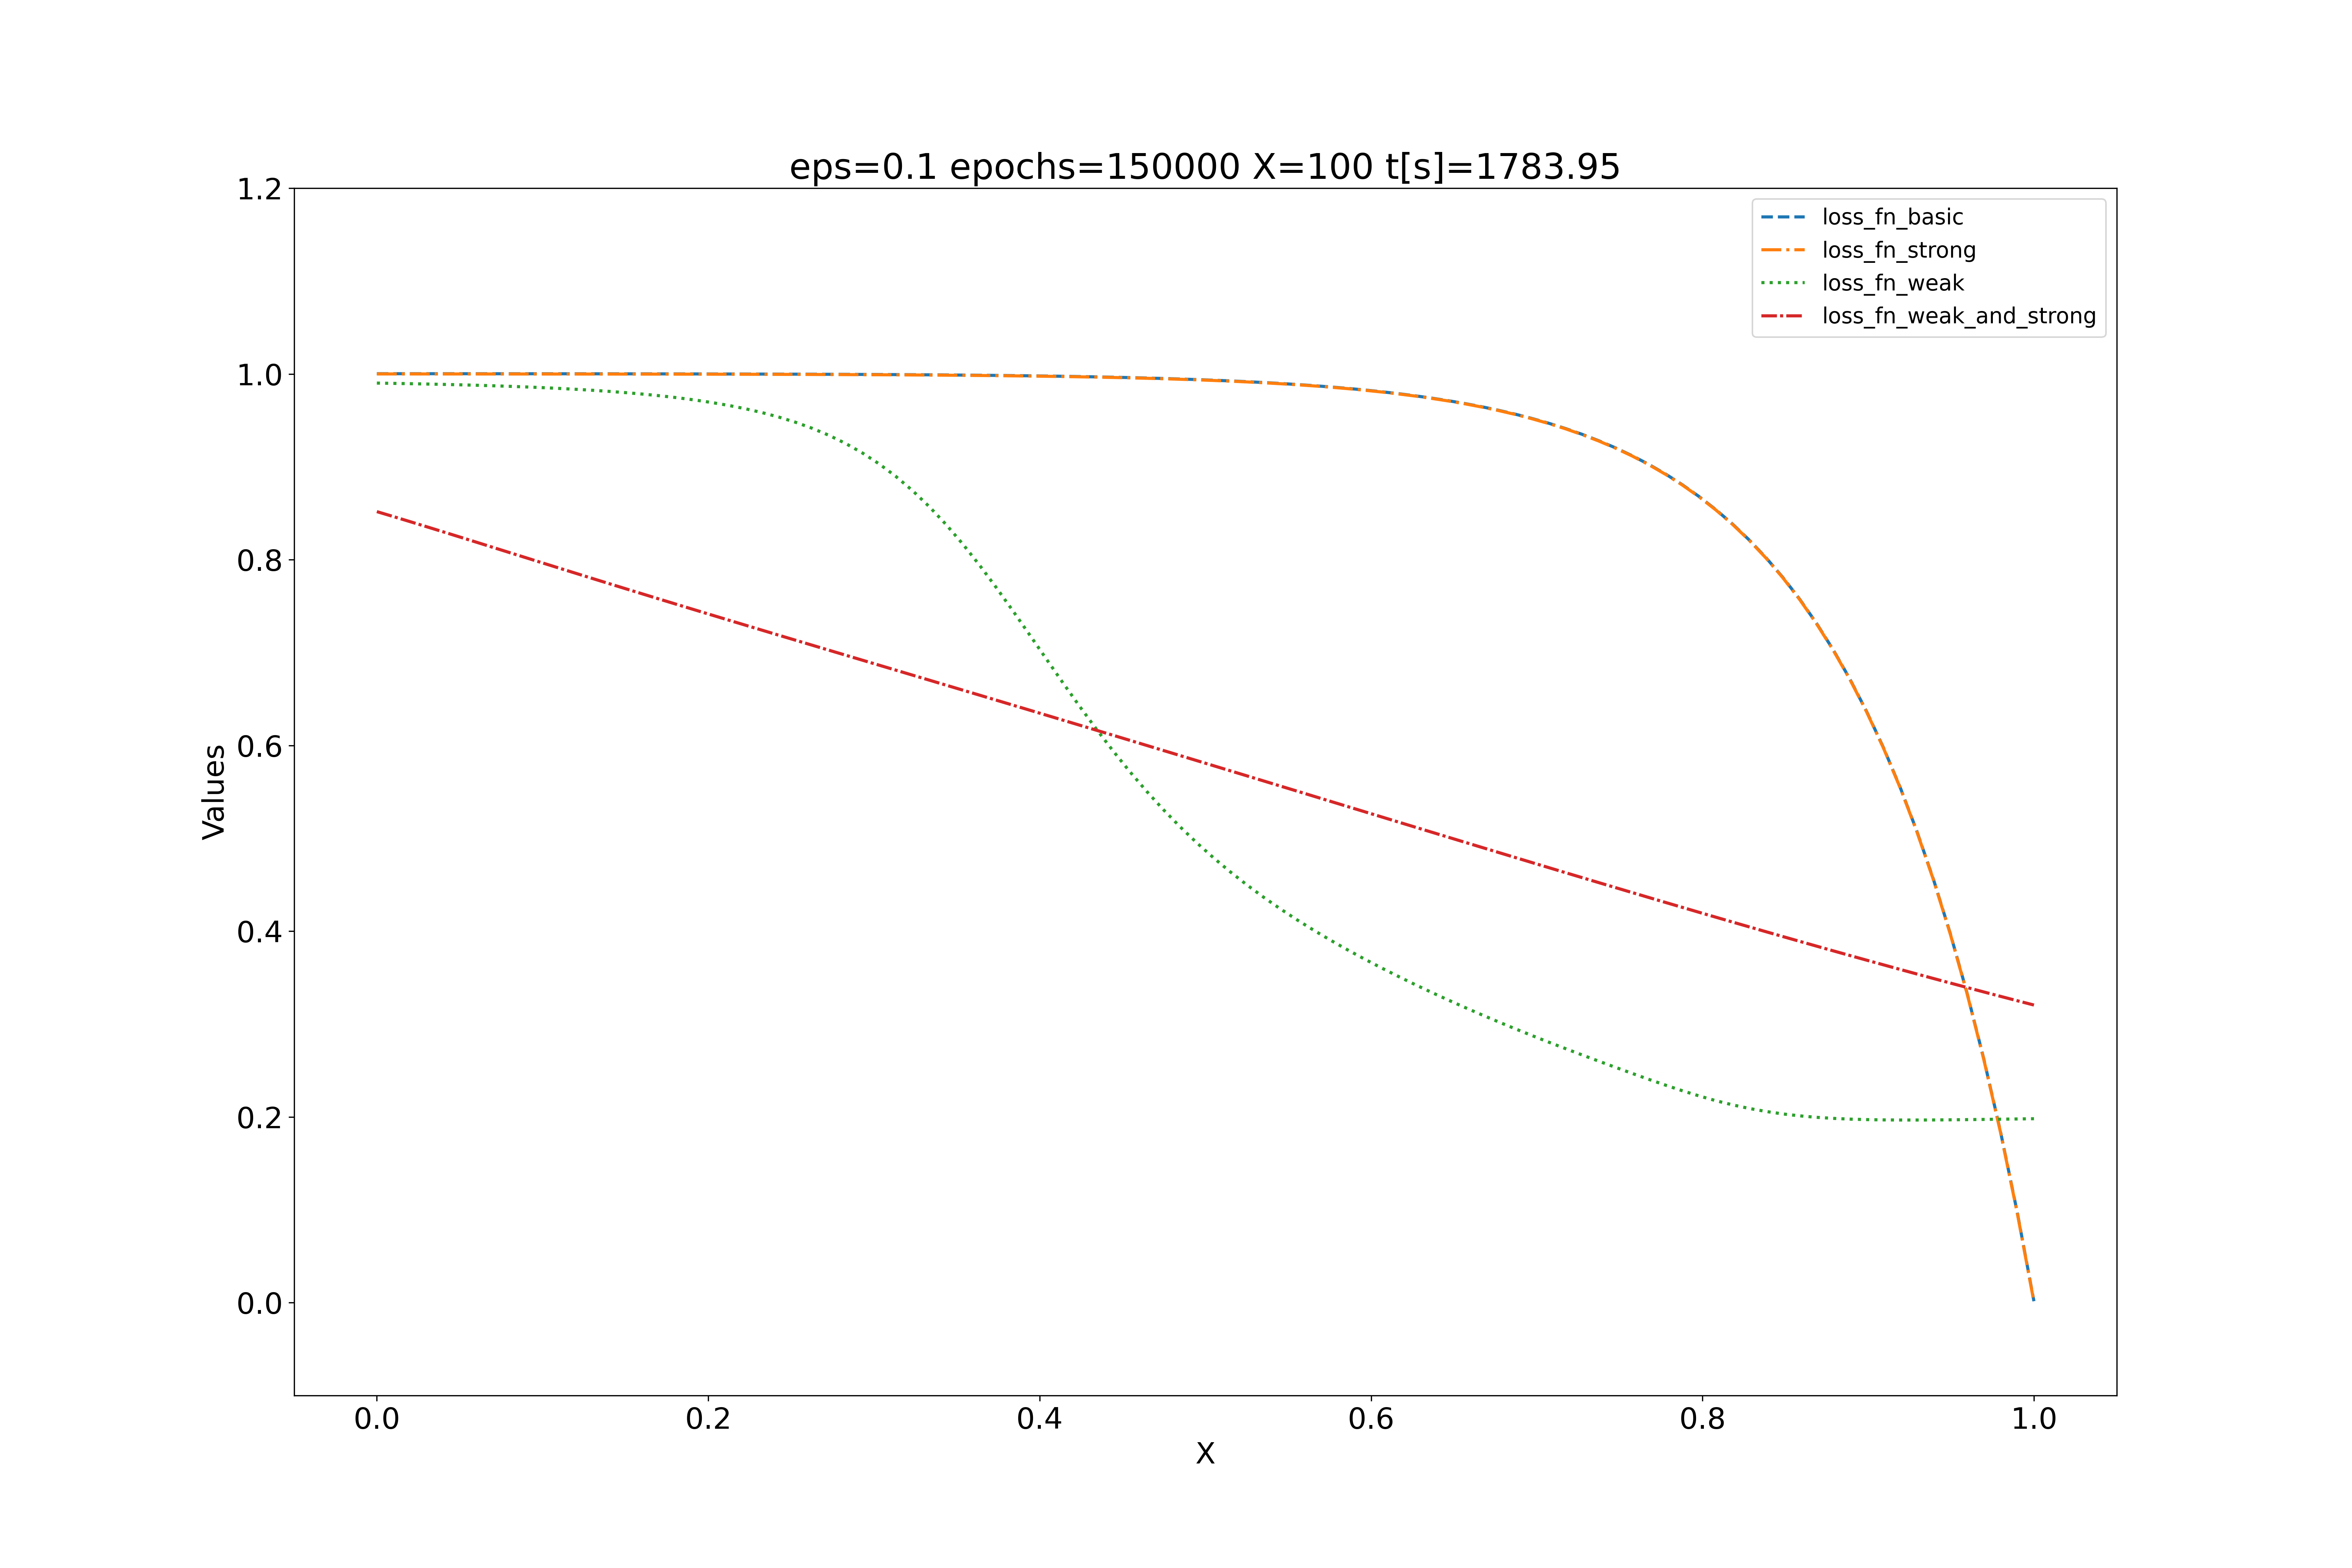 eps=0.1 epochs=150000 X=100 t[s]=1783.95
1.2
1.0
0.8
0.6
0.4
0.2
0.0
Values
loss_fn_basic
loss_fn_strong
loss_fn_weak
loss_fn_weak_and_strong
0.0 0.2 0.4 0.6 0.8 1.0
X